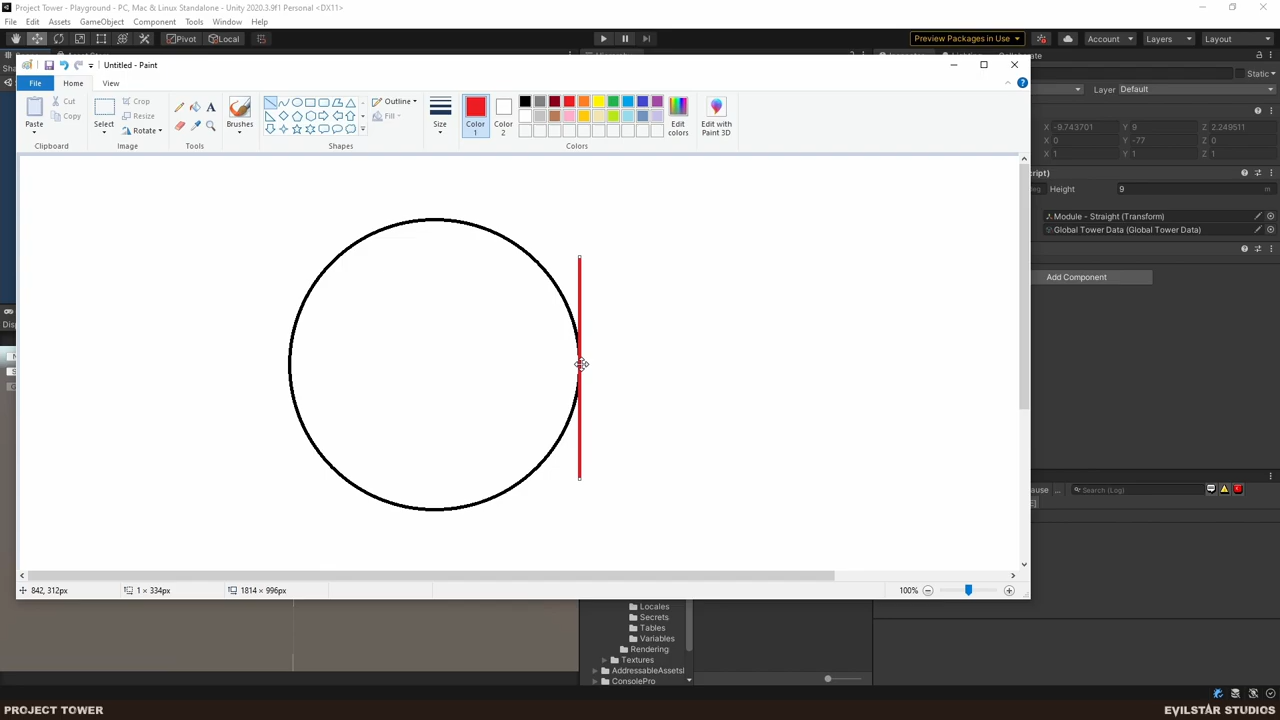 Project Tower - Playground - PC, Mac & Linux Standalone - Unity 2020.3.9f1 Personal <DX11>
File Edit Assets GameObject Component Tools Window Help
Pivot Local Preview Packages in Use Account Layers Layout
Untitled - Paint
File Home View
Static
Layer Default
Paste Cut Copy
Select Crop Resize Rotate
Brushes
Outline Fill
Size
Color 1
Color 2
Edit colors
Edit with Paint 3D
Clipboard Image Tools Shapes Colors
X -9.743701 Y 9 Z 2.249511
X 0 Y -77 Z 0
X 1 Y 1 Z 1
Height 9 m
Module - Straight (Transform)
Global Tower Data (Global Tower Data)
Add Component
Search (Log)
842, 312px 1 × 334px 1814 × 996px 100%
Locales
Secrets
Tables
Variables
Rendering
Textures
AddressableAssetsI
ConsolePro
PROJECT TOWER
EVILSTAR STUDIOS